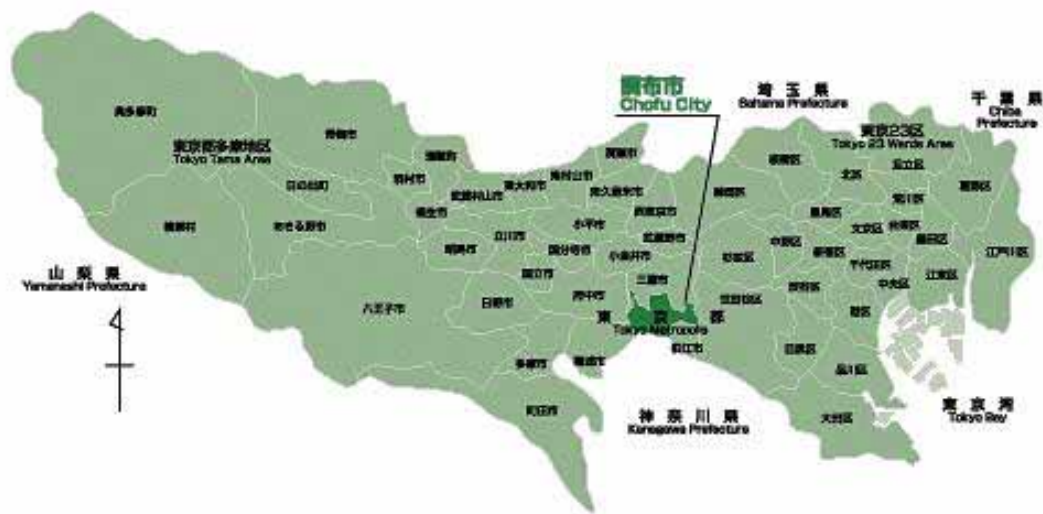 調布市
Chofu City
埼玉県
Saitama Prefecture
千葉県
Chiba Prefecture
東京23区
Tokyo 23 Wards Area
奥多摩町
青梅市
東京都多摩地区
Tokyo Tama Area
瑞穂町
清瀬市
板橋区
北区
足立区
葛飾区
日の出町
羽村市
武蔵村山市
東大和市
東村山市
東久留米市
練馬区
荒川区
檜原村
あきる野市
福生市
西東京市
豊島区
文京区
台東区
墨田区
江戸川区
昭島市
立川市
小平市
国分寺市
小金井市
武蔵野市
杉並区
中野区
新宿区
千代田区
江東区
山梨県
Yamanashi Prefecture
国立市
三鷹市
渋谷区
中央区
八王子市
日野市
府中市
世田谷区
港区
東京都
Tokyo Metropolis
狛江市
目黒区
品川区
多摩市
稲城市
町田市
神奈川県
Kanagawa Prefecture
大田区
東京湾
Tokyo Bay